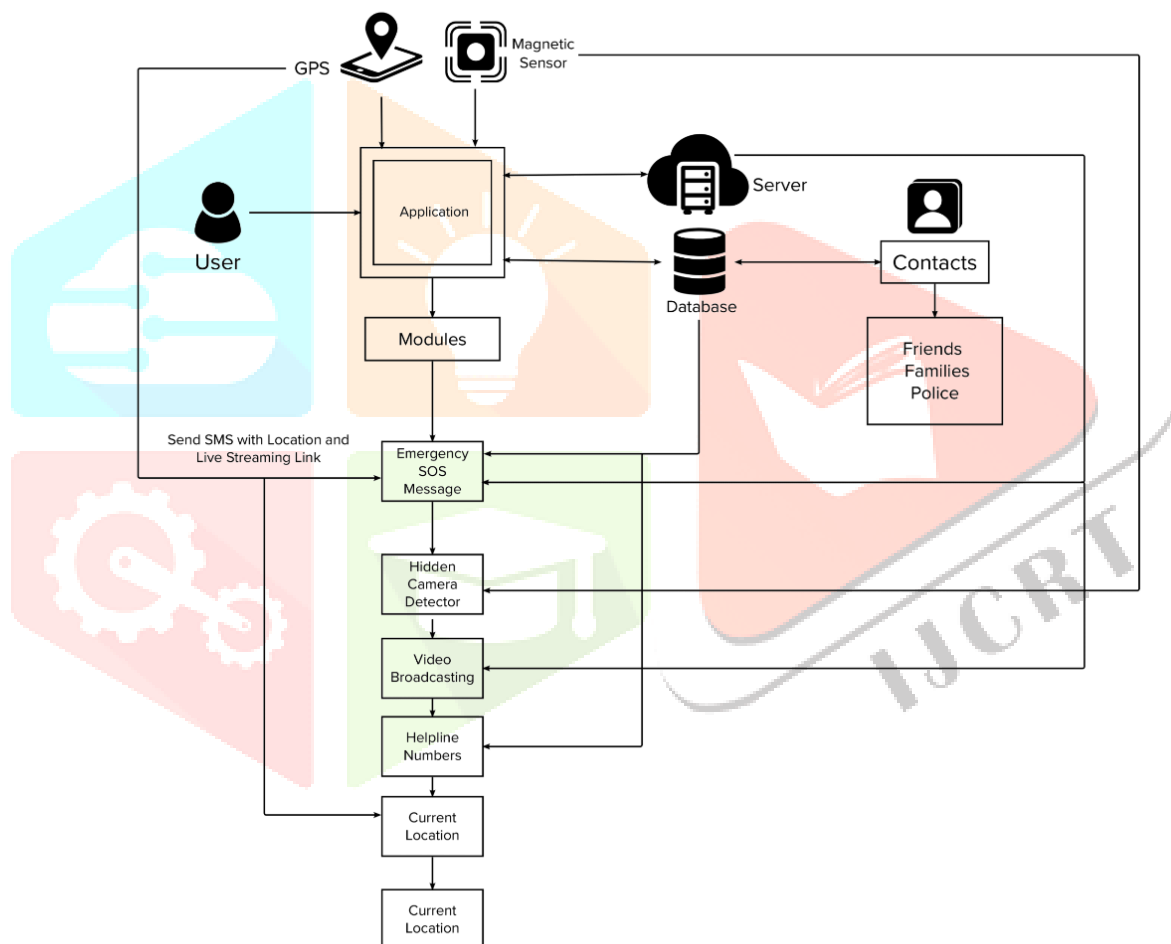 GPS
Magnetic
Sensor
Server
User
Application
Contacts
Database
Modules
Friends
Families
Police
Send SMS with Location and
Live Streaming Link
Emergency
SOS
Message
Hidden
Camera
Detector
Video
Broadcasting
Helpline
Numbers
Current
Location
Current
Location
IJCRT